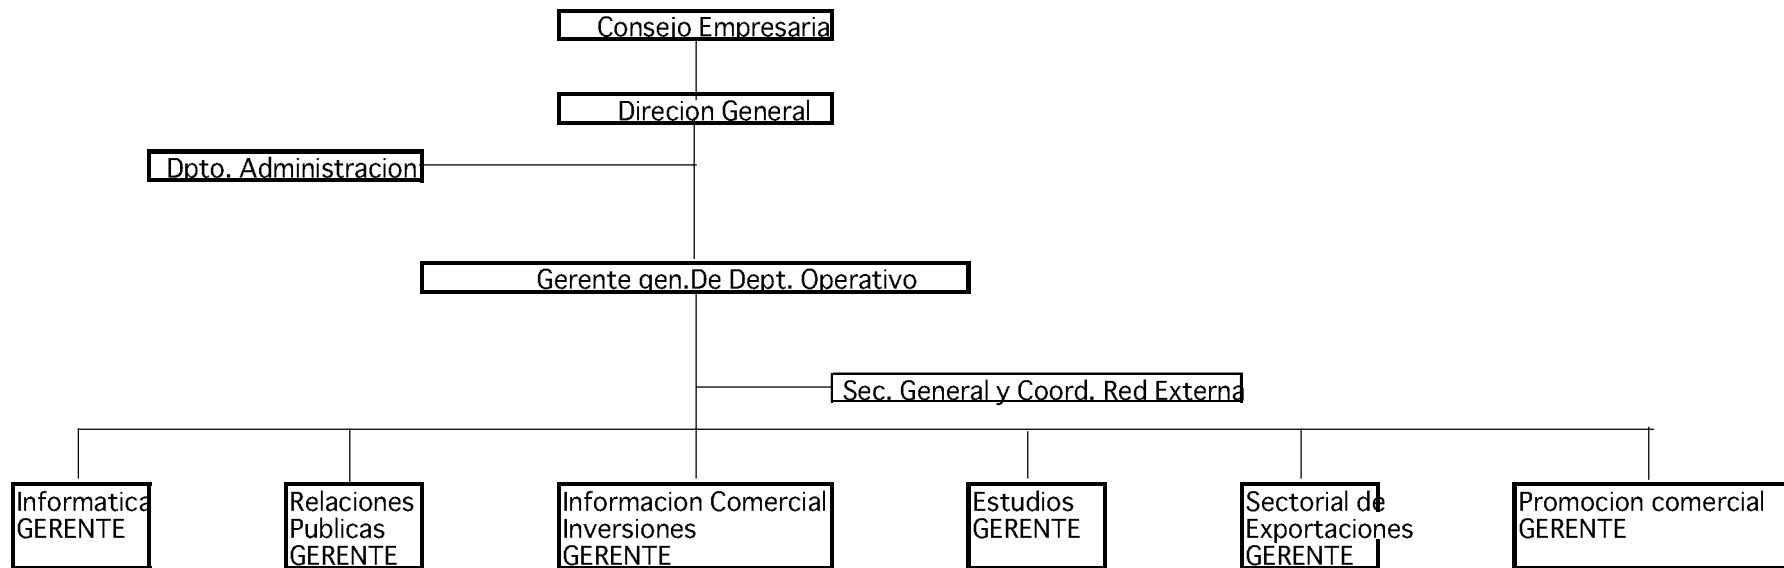 Consejo Empresaria
Direcion General
Dpto. Administracion
Gerente gen.De Dept. Operativo
Sec. General y Coord. Red Externa
Informatica
GERENTE
Relaciones
Publicas
GERENTE
Informacion Comercial
Inversiones
GERENTE
Estudios
GERENTE
Sectorial de
Exportaciones
GERENTE
Promocion comercial
GERENTE